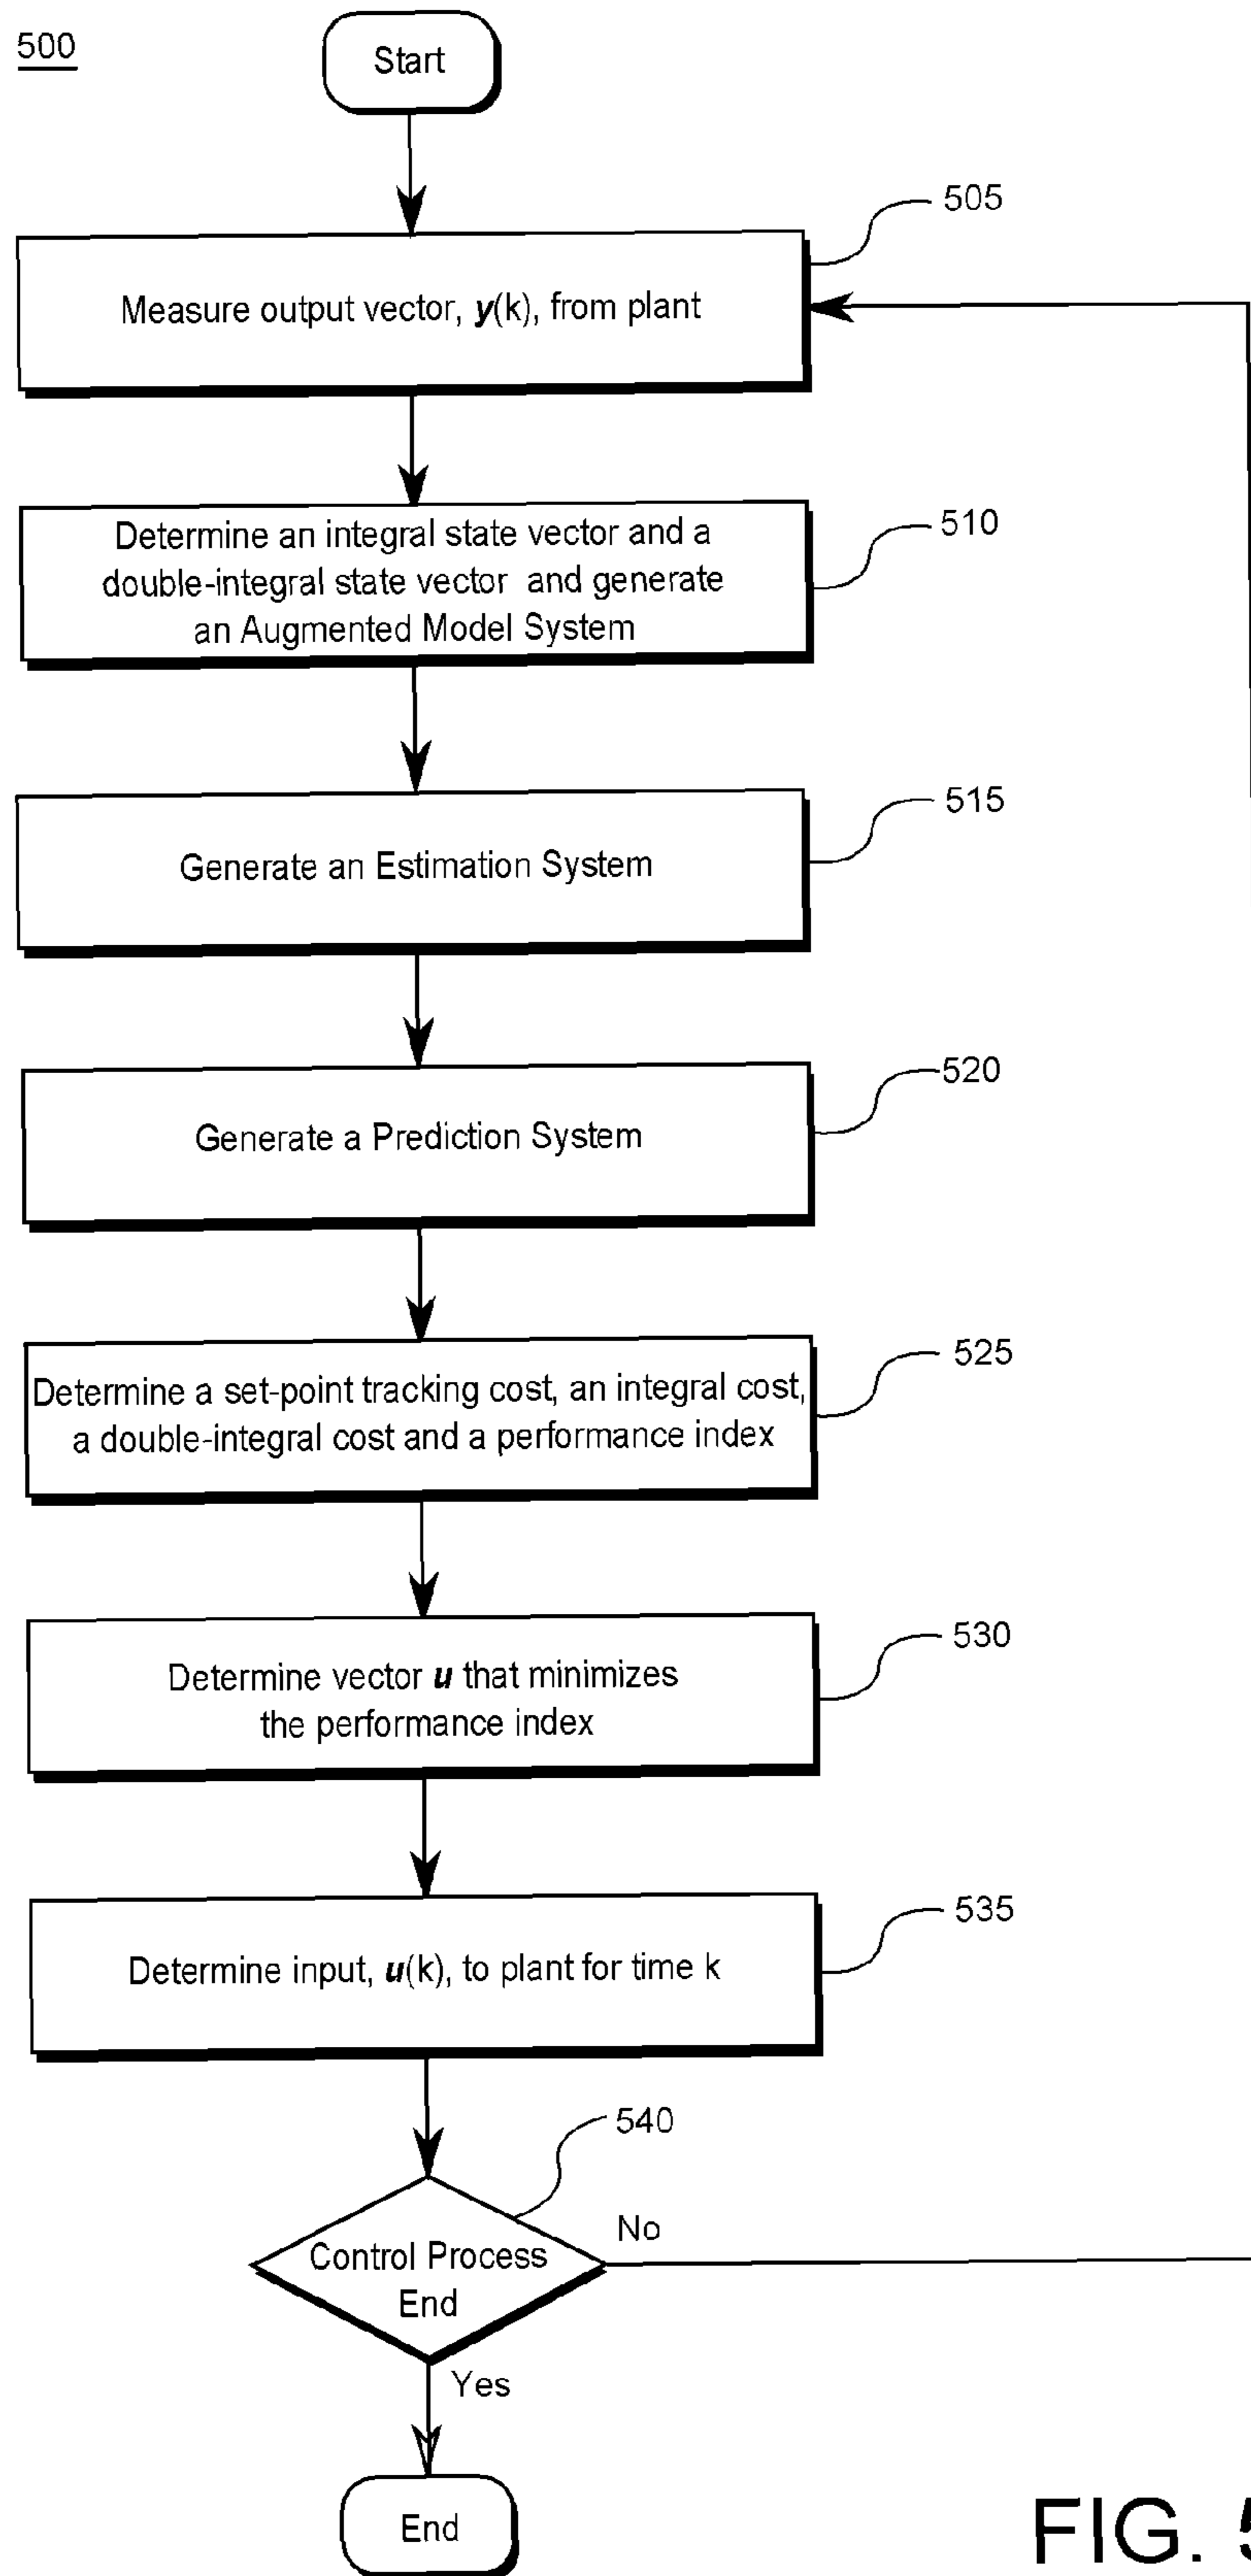 500
Start
505
Measure output vector, y(k), from plant
510
Determine an integral state vector and a
double-integral state vector and generate
an Augmented Model System
515
Generate an Estimation System
520
Generate a Prediction System
525
Determine a set-point tracking cost, an integral cost,
a double-integral cost and a performance index
530
Determine vector u that minimizes
the performance index
535
Determine input, u(k), to plant for time k
540
Control Process
End
No
Yes
End
FIG. 5